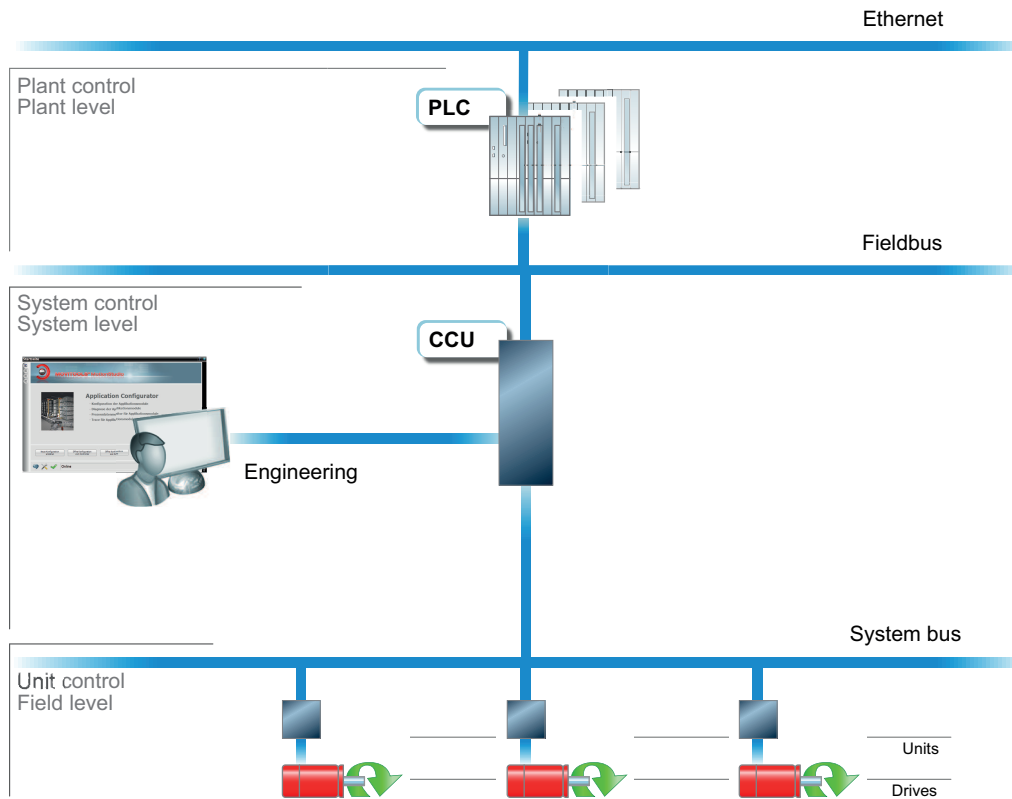 Ethernet
Plant control
Plant level
PLC
Fieldbus
System control
System level
CCU
Application Configurator
Online
Engineering
System bus
Unit control
Field level
Units
Drives